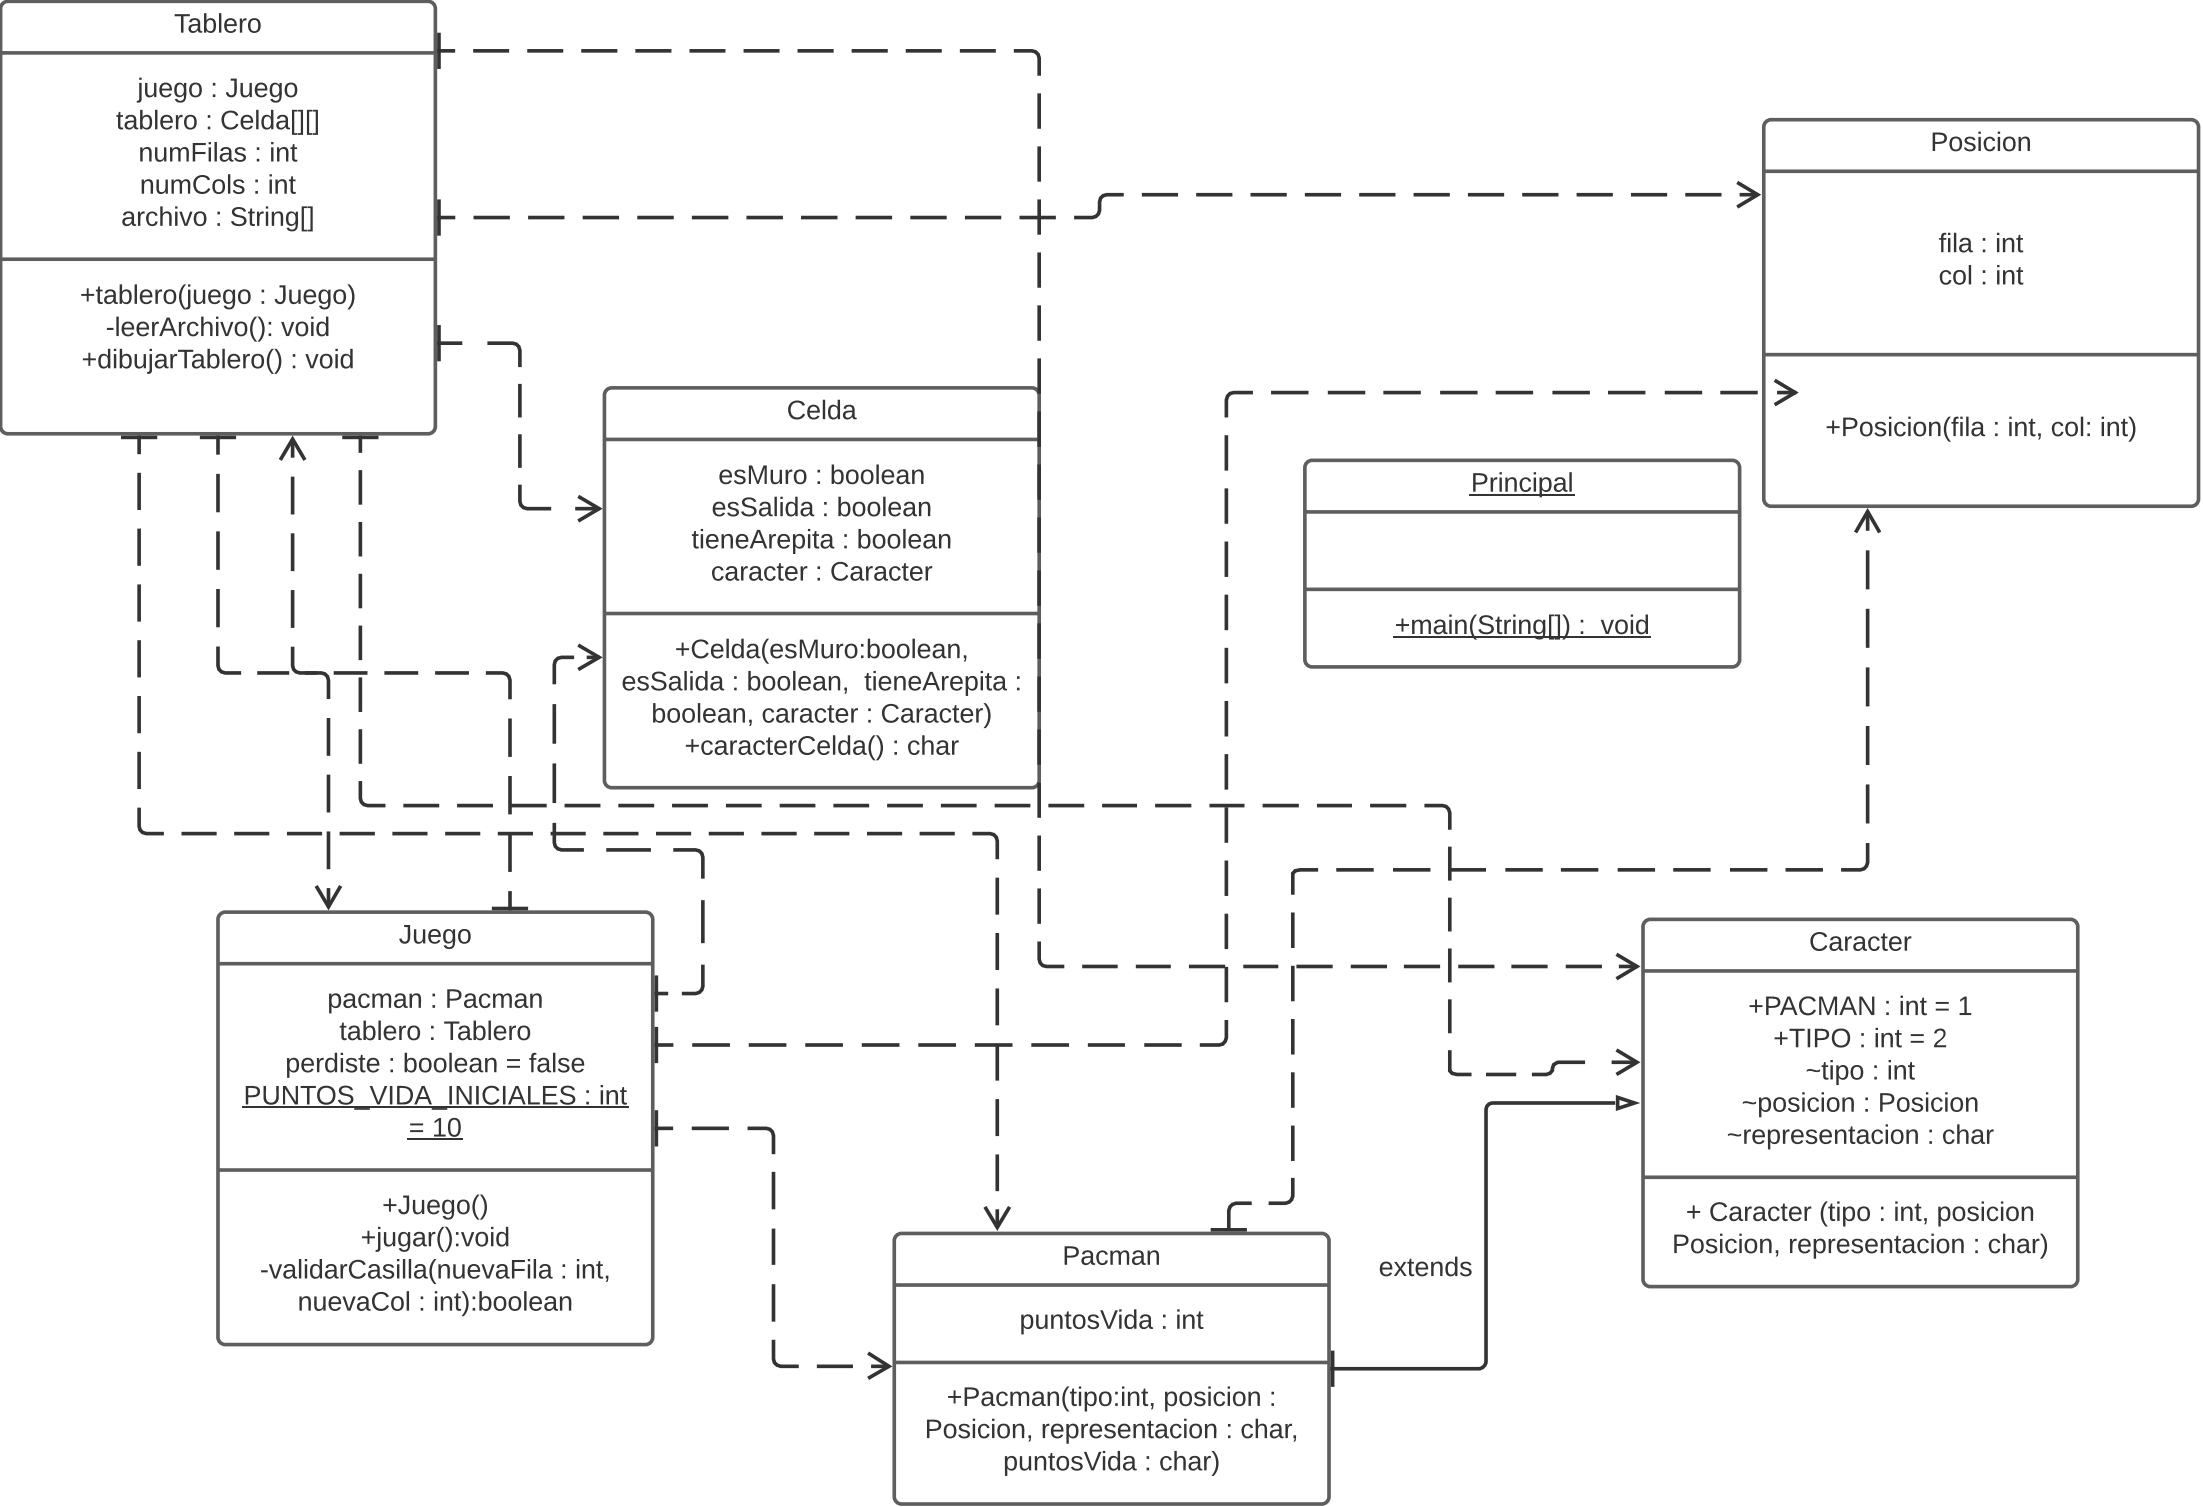 Tablero
juego : Juego
tablero : Celda[][]
numFilas : int
numCols : int
archivo : String[]
+tablero(juego : Juego)
-leerArchivo(): void
+dibujarTablero() : void
Posicion
fila : int
col : int
+Posicion(fila : int, col: int)
Celda
esMuro : boolean
esSalida : boolean
tieneArepita : boolean
caracter : Caracter
+Celda(esMuro:boolean,
esSalida : boolean,  tieneArepita :
boolean, caracter : Caracter)
+caracterCelda() : char
Principal
+main(String[]) :  void
Juego
pacman : Pacman
tablero : Tablero
perdiste : boolean = false
PUNTOS_VIDA_INICIALES : int
= 10
+Juego()
+jugar():void
-validarCasilla(nuevaFila : int,
nuevaCol : int):boolean
Caracter
+PACMAN : int = 1
+TIPO : int = 2
~tipo : int
~posicion : Posicion
~representacion : char
+ Caracter (tipo : int, posicion
Posicion, representacion : char)
extends
Pacman
puntosVida : int
+Pacman(tipo:int, posicion :
Posicion, representacion : char,
puntosVida : char)